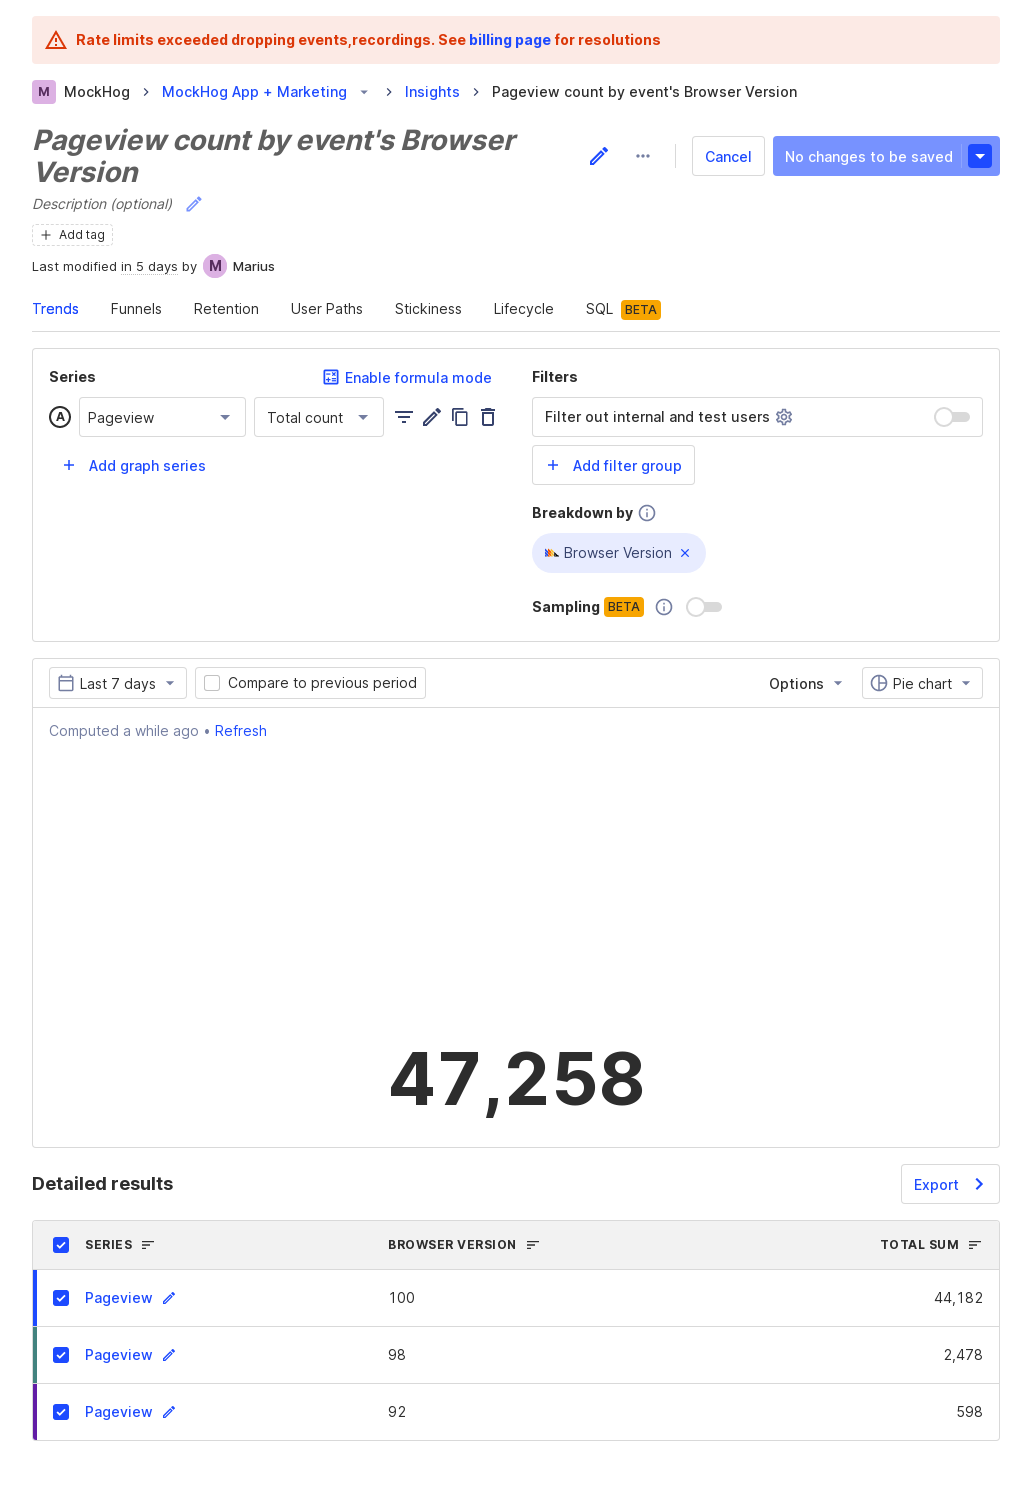 Rate limits exceeded dropping events,recordings. See billing page for resolutions
M MockHog MockHog App + Marketing Insights Pageview count by event's Browser Version
Pageview count by event's Browser
Version
Cancel No changes to be saved
Description (optional)
Add tag
Last modified in 5 days by M Marius
Trends Funnels Retention User Paths Stickiness Lifecycle SQL BETA
Series Enable formula mode
A Pageview Total count
Add graph series
Filters
Filter out internal and test users
Add filter group
Breakdown by
Browser Version
Sampling BETA
Last 7 days Compare to previous period Options Pie chart
Computed a while ago • Refresh
47,258
Detailed results Export
SERIES BROWSER VERSION TOTAL SUM
Pageview 100 44,182
Pageview 98 2,478
Pageview 92 598